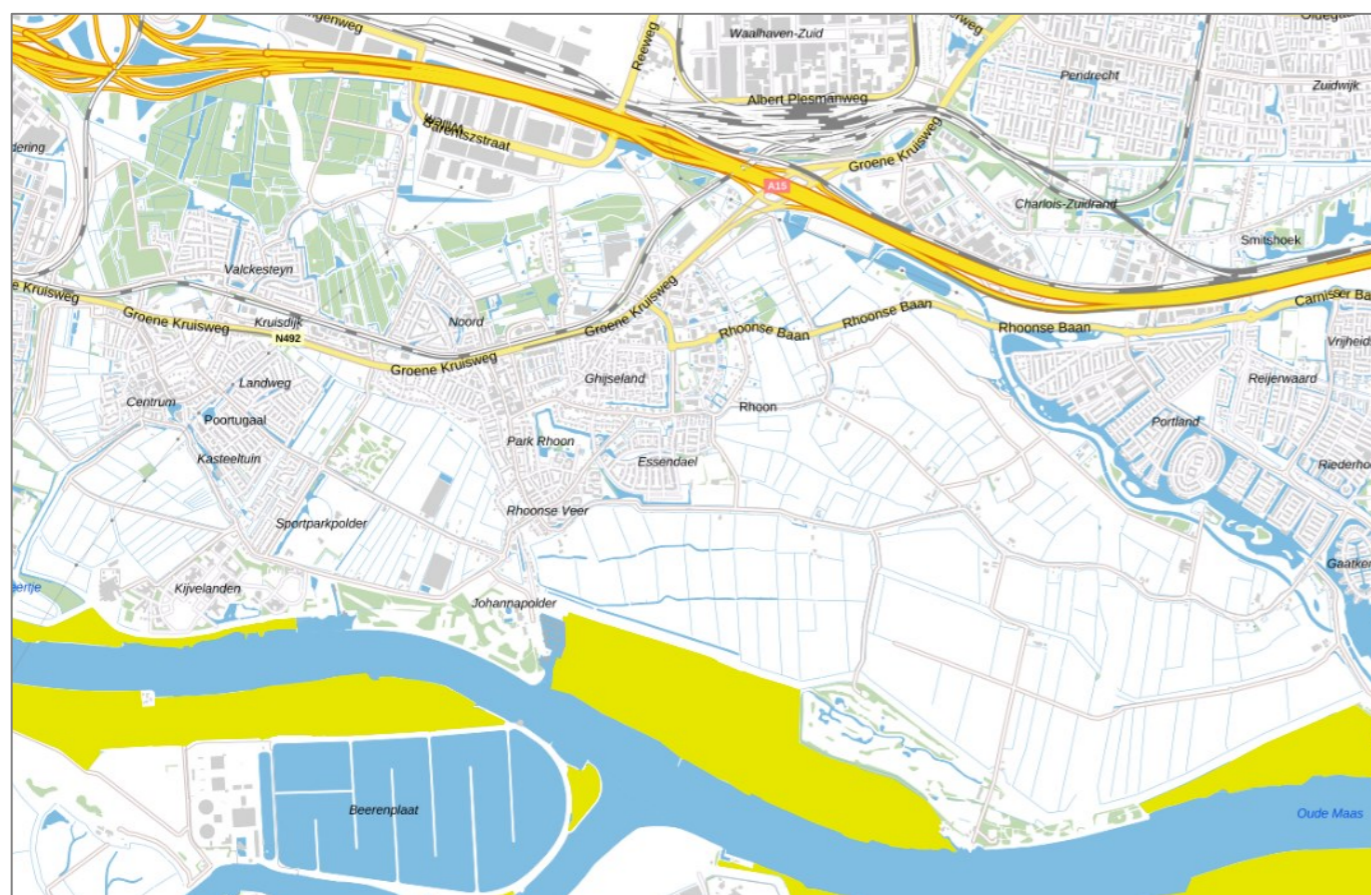 Waalhaven-Zuid
Pendrecht
Zuidwijk
Reeweg
Albert Plesmanweg
Willem
Barentszstraat
Groene Kruisweg
A15
Charlois-Zuidrand
Smitshoek
Valckesteyn
Groene Kruisweg
Kruisdijk
N492
Noord
Groene Kruisweg
Groene Kruisweg
Rhoonse Baan
Rhoonse Baan
Rhoonse Baan
Landweg
Centrum
Poortugaal
Kasteeltuin
Ghijseland
Rhoon
Park Rhoon
Essendael
Reijerwaard
Portland
Sportparkpolder
Rhoonse Veer
Kijvelanden
Johannapolder
Beerenplaat
Oude Maas